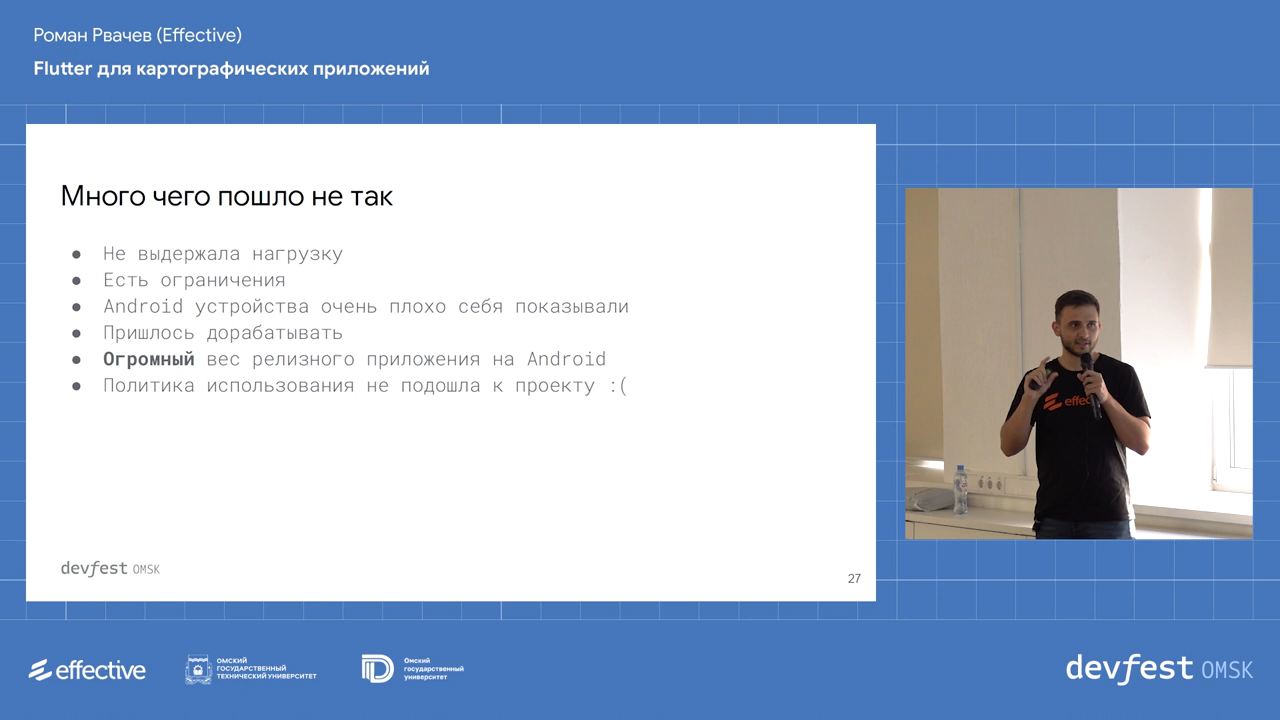 Роман Рвачев (Effective)
Flutter для картографических приложений
Много чего пошло не так
● Не выдержала нагрузку
● Есть ограничения
● Android устройства очень плохо себя показывали
● Пришлось дорабатывать
● Огромный вес релизного приложения на Android
● Политика использования не подошла к проекту :(
devfest OMSK
27
effec
effective
ОМСКИЙ
ГОСУДАРСТВЕННЫЙ
ТЕХНИЧЕСКИЙ УНИВЕРСИТЕТ
Омский
государственный
университет
devfest OMSK